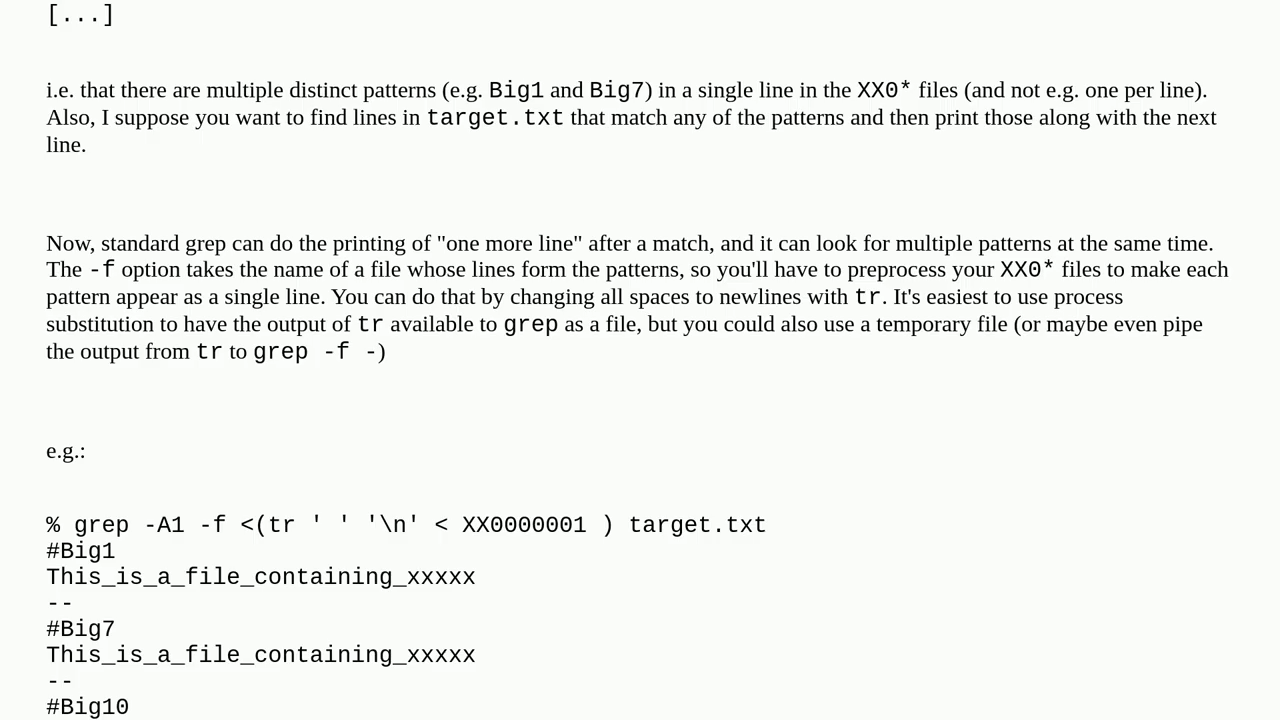 [...]
i.e. that there are multiple distinct patterns (e.g. Big1 and Big7) in a single line in the XX0* files (and not e.g. one per line).
Also, I suppose you want to find lines in target.txt that match any of the patterns and then print those along with the next
line.
Now, standard grep can do the printing of "one more line" after a match, and it can look for multiple patterns at the same time.
The -f option takes the name of a file whose lines form the patterns, so you'll have to preprocess your XX0* files to make each
pattern appear as a single line. You can do that by changing all spaces to newlines with tr. It's easiest to use process
substitution to have the output of tr available to grep as a file, but you could also use a temporary file (or maybe even pipe
the output from tr to grep -f -)
e.g.:
% grep -A1 -f <(tr ' ' '\n' < XX0000001 ) target.txt
#Big1
This_is_a_file_containing_xxxxx
--
#Big7
This_is_a_file_containing_xxxxx
--
#Big10